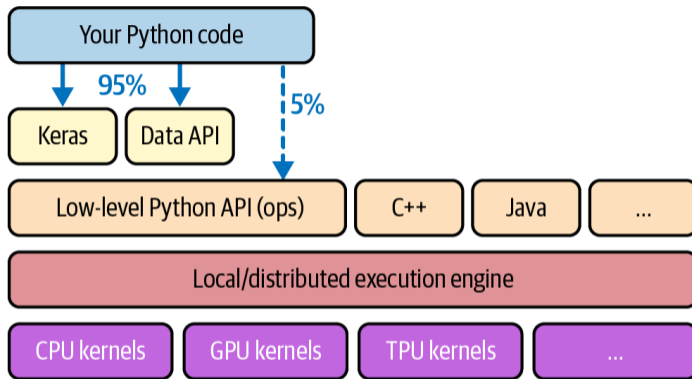 Your Python code
95%
5%
Keras
Data API
Low-level Python API (ops)
C++
Java
...
Local/distributed execution engine
CPU kernels
GPU kernels
TPU kernels
...